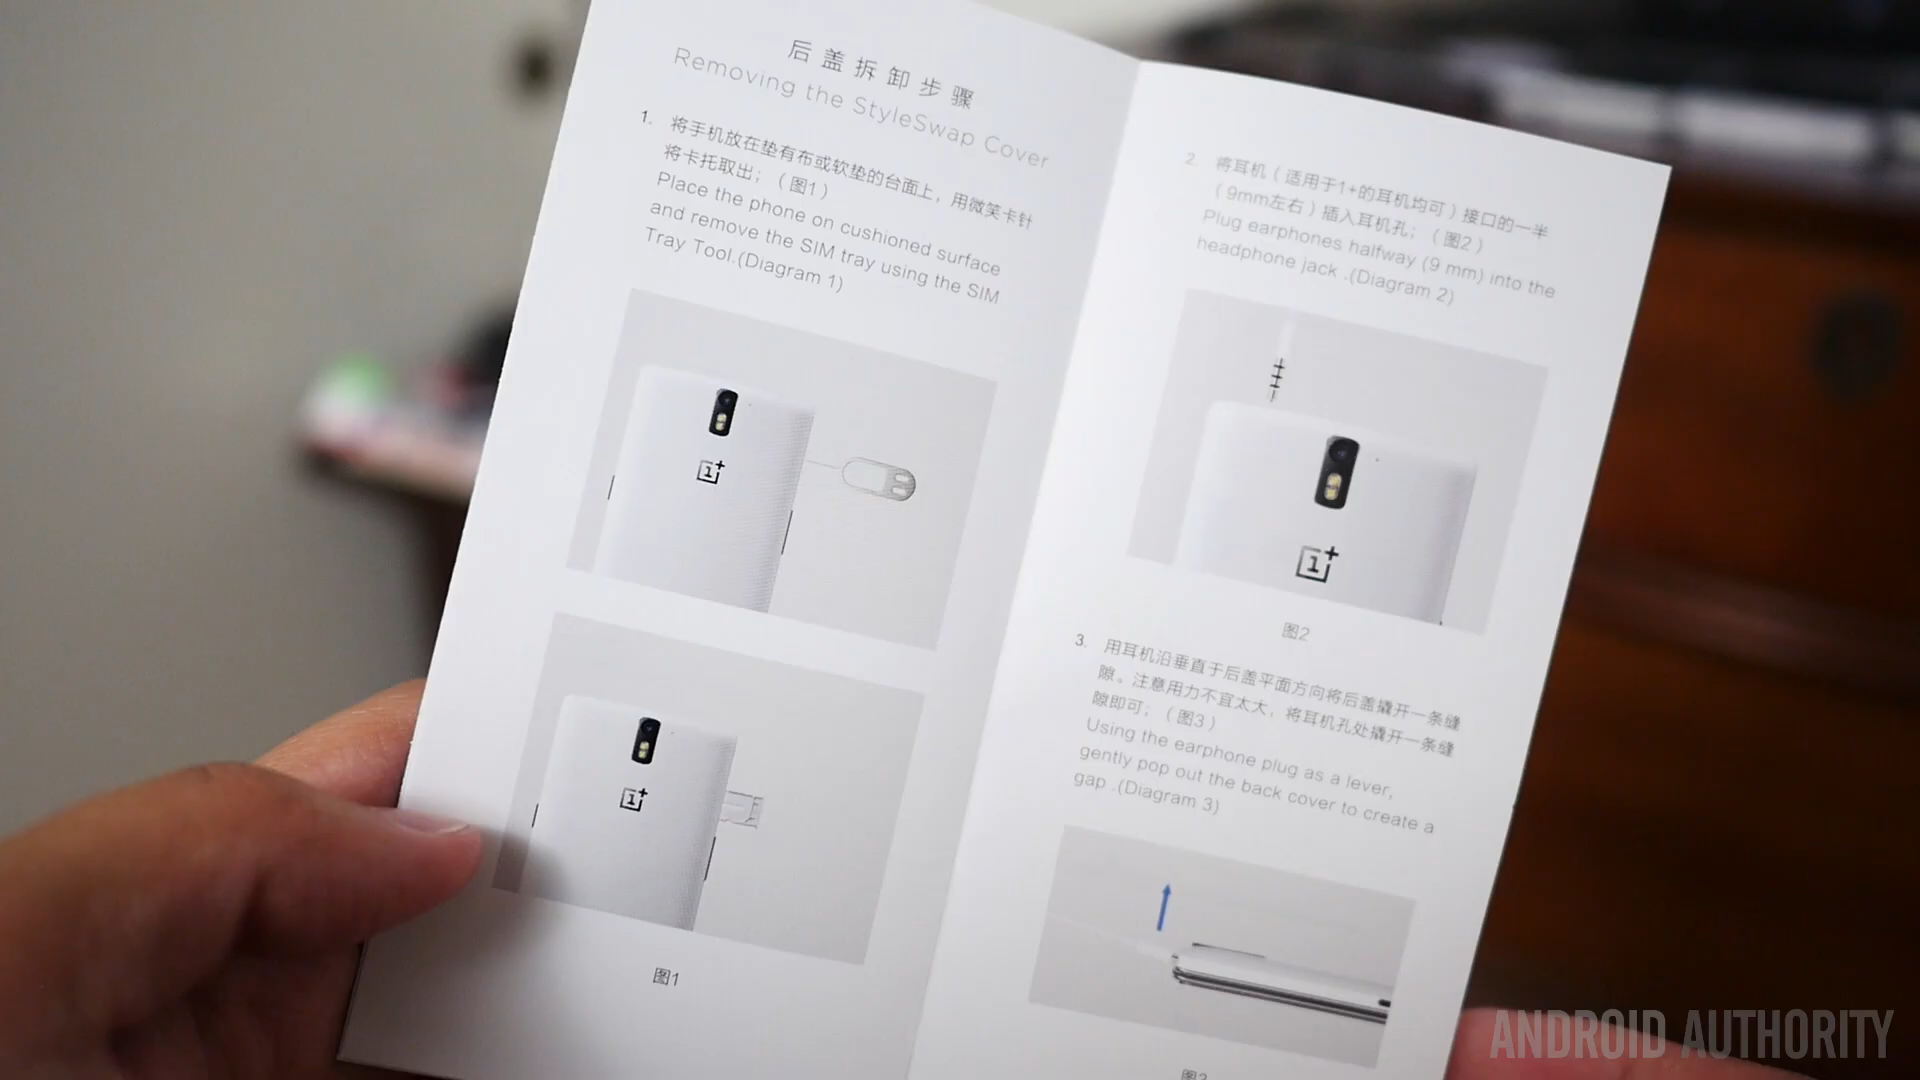 后盖拆卸步骤
Removing the StyleSwap Cover
1. 将手机放在垫有布或软垫的台面上，用微笑卡针
将卡托取出；（图1）
Place the phone on cushioned surface
and remove the SIM tray using the SIM
Tray Tool.(Diagram 1)
图1
2. 将耳机（适用于1+的耳机均可）接口的一半
（9mm左右）插入耳机孔；（图2）
Plug earphones halfway (9 mm) into the
headphone jack .(Diagram 2)
图2
3. 用耳机沿垂直于后盖平面方向将后盖撬开一条缝
隙。注意用力不宜太大，将耳机孔处撬开一条缝
隙即可；（图3）
Using the earphone plug as a lever,
gently pop out the back cover to create a
gap .(Diagram 3)
ANDROID AUTHORITY